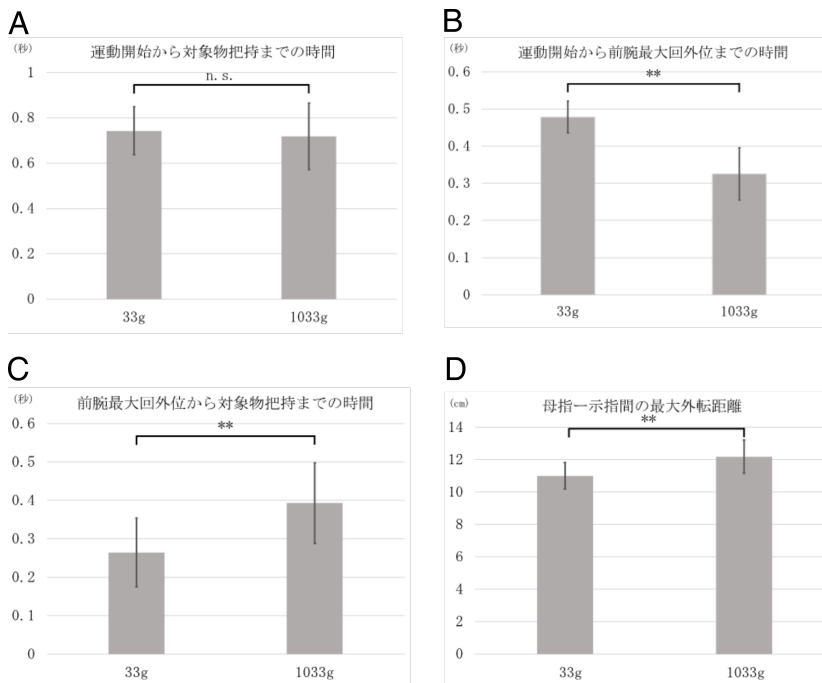 A
(秒)
運動開始から対象物把持までの時間
n.s.
1
0.8
0.6
0.4
0.2
0
33g
1033g
B
(秒)
運動開始から前腕最大回外位までの時間
**
0.6
0.5
0.4
0.3
0.2
0.1
0
33g
1033g
C
(秒)
前腕最大回外位から対象物把持までの時間
**
0.6
0.5
0.4
0.3
0.2
0.1
0
33g
1033g
D
(cm)
母指―示指間の最大外転距離
**
14
12
10
8
6
4
2
0
33g
1033g